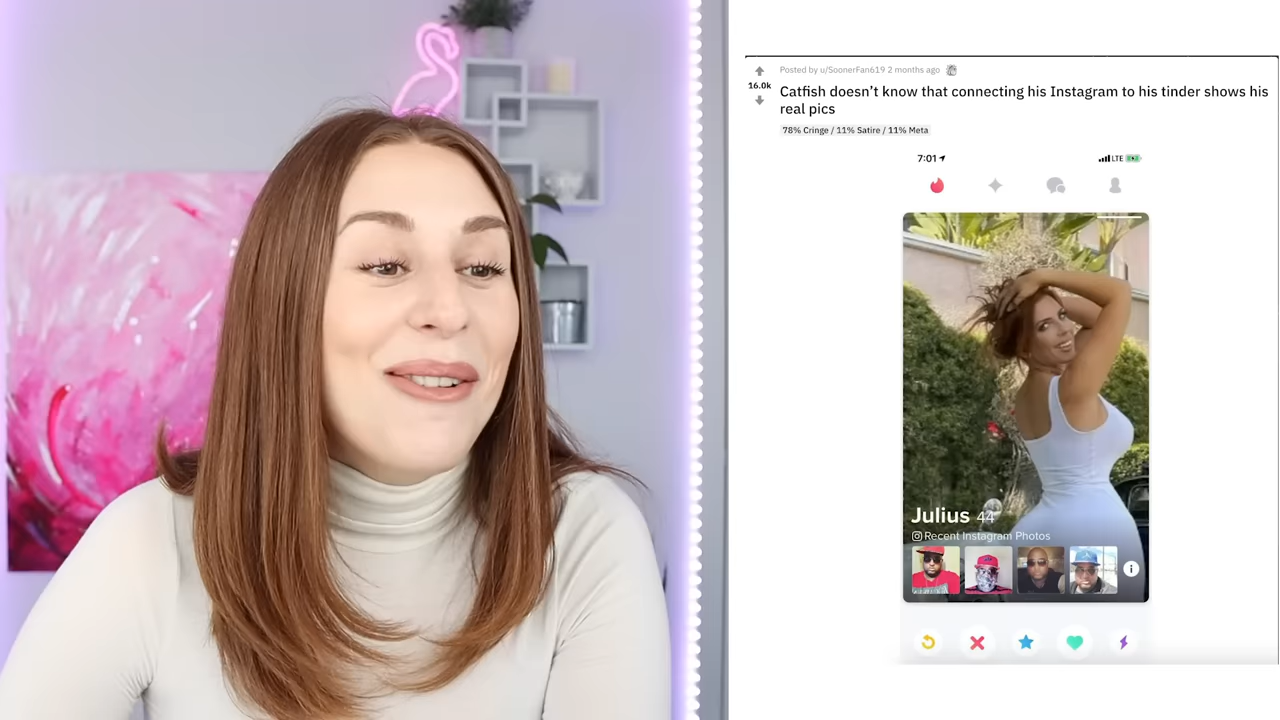 Posted by u/SoonerFan619 2 months ago
16.0k
Catfish doesn’t know that connecting his Instagram to his tinder shows his
real pics
78% Cringe / 11% Satire / 11% Meta
7:01
LTE
Julius 44
Recent Instagram Photos